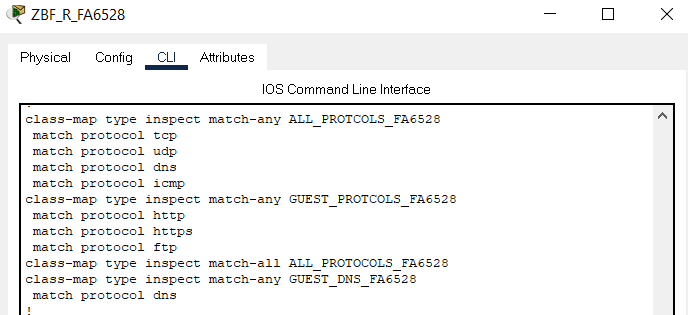 ZBF_R_FA6528
Physical Config CLI Attributes
IOS Command Line Interface
!
class-map type inspect match-any ALL_PROTCOLS_FA6528
match protocol tcp
match protocol udp
match protocol dns
match protocol icmp
class-map type inspect match-any GUEST_PROTCOLS_FA6528
match protocol http
match protocol https
match protocol ftp
class-map type inspect match-all ALL_PROTOCOLS_FA6528
class-map type inspect match-any GUEST_DNS_FA6528
match protocol dns
!